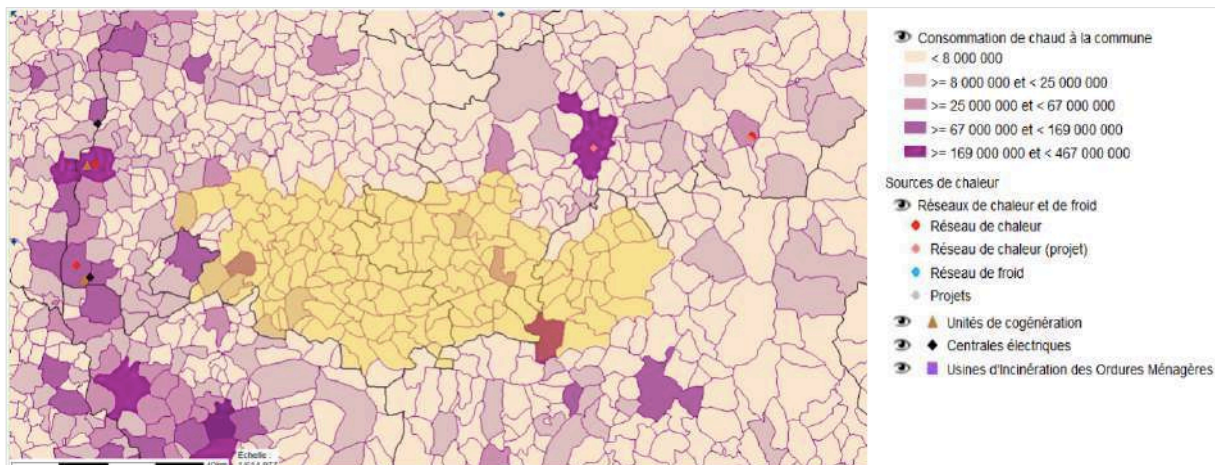 Consommation de chaud à la commune
< 8 000 000
>= 8 000 000 et < 25 000 000
>= 25 000 000 et < 67 000 000
>= 67 000 000 et < 169 000 000
>= 169 000 000 et < 467 000 000
Sources de chaleur
Réseaux de chaleur et de froid
Réseau de chaleur
Réseau de chaleur (projet)
Réseau de froid
Projets
Unités de cogénération
Centrales électriques
Usines d'Incinération des Ordures Ménagères
Echelle :